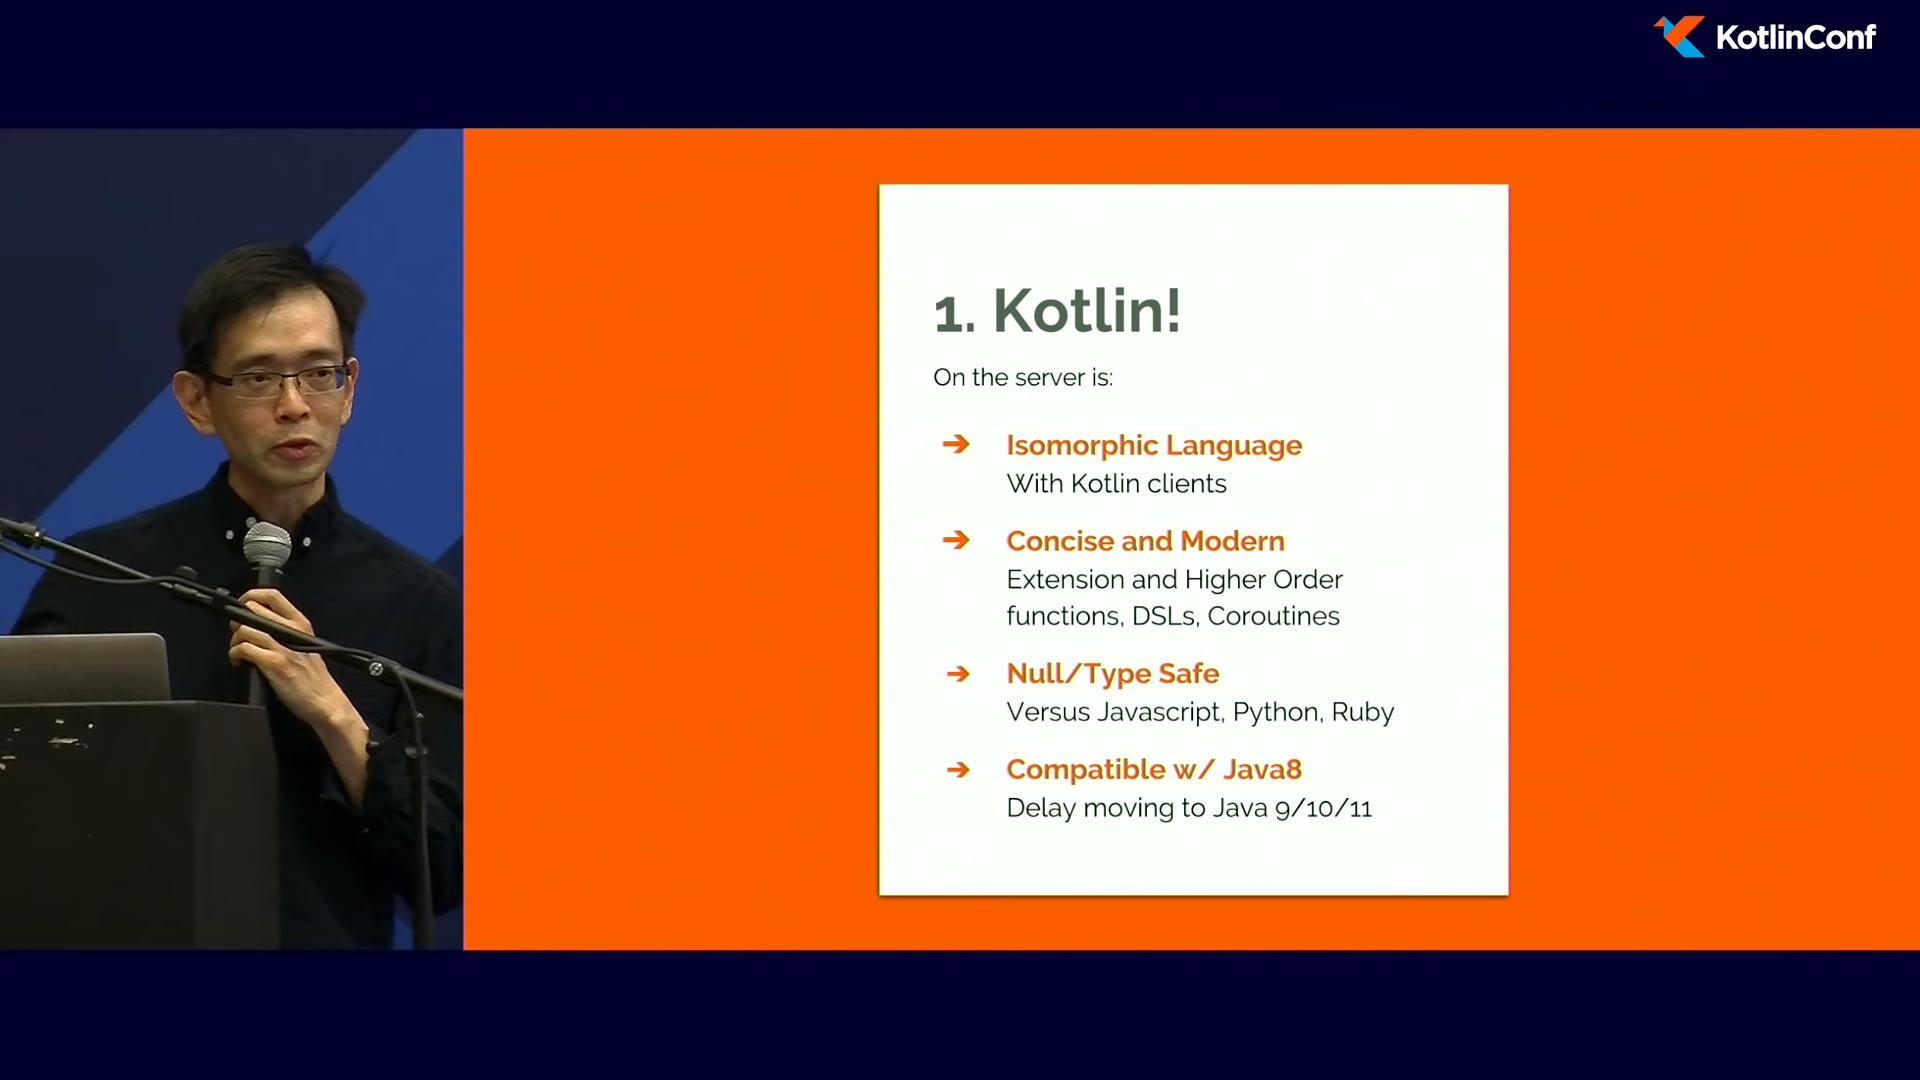 KotlinConf
1. Kotlin!
On the server is:
➔ Isomorphic Language
With Kotlin clients
➔ Concise and Modern
Extension and Higher Order
functions, DSLs, Coroutines
➔ Null/Type Safe
Versus Javascript, Python, Ruby
➔ Compatible w/ Java8
Delay moving to Java 9/10/11